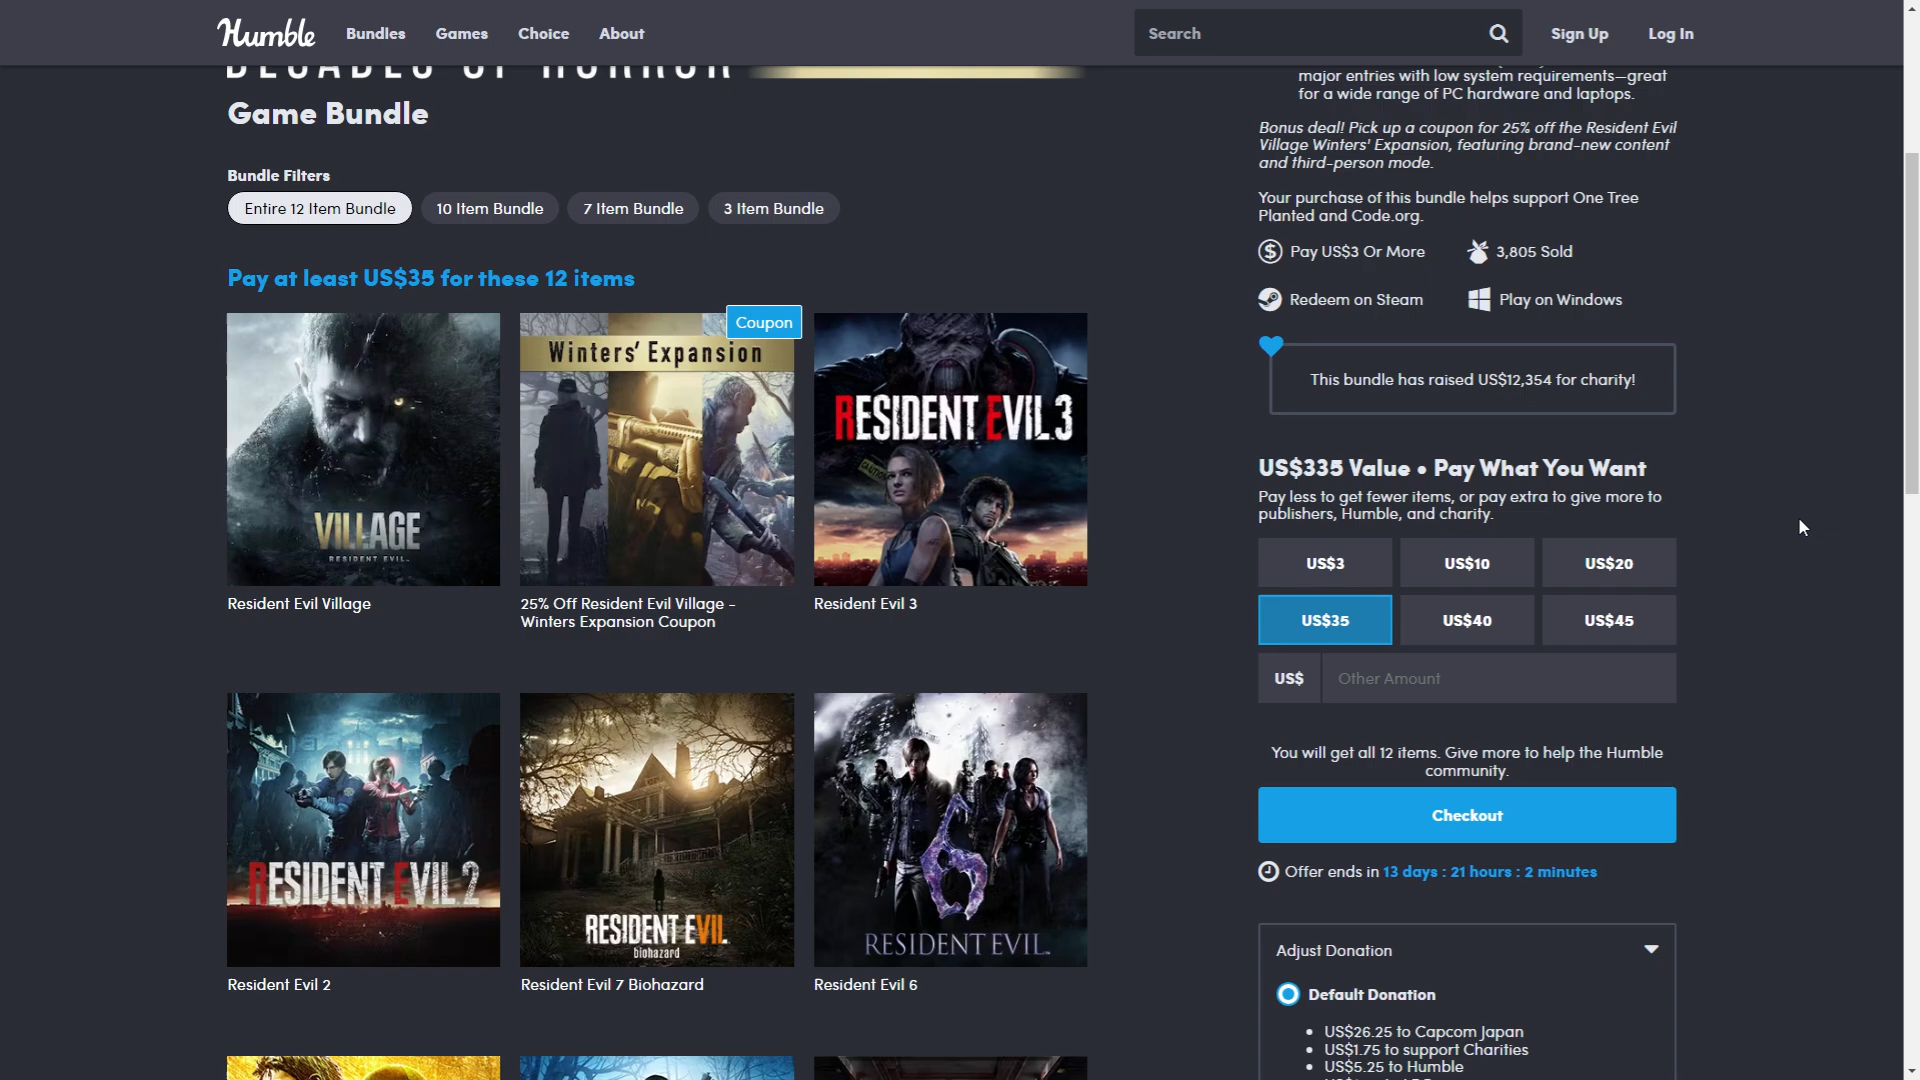 Humble
Bundles
Games
Choice
About
Search
Sign Up
Log In
DECADES OF HORROR
Game Bundle
Bundle Filters
Entire 12 Item Bundle
10 Item Bundle
7 Item Bundle
3 Item Bundle
Pay at least US$35 for these 12 items
VILLAGE
RESIDENT EVIL
Resident Evil Village
Coupon
Winters' Expansion
25% Off Resident Evil Village -
Winters Expansion Coupon
CAUTION
RESIDENT EVIL 3
Resident Evil 3
RESIDENT EVIL 2
Resident Evil 2
RESIDENT EVIL
biohazard
Resident Evil 7 Biohazard
6
RESIDENT EVIL
Resident Evil 6
major entries with low system requirements—great
for a wide range of PC hardware and laptops.
Bonus deal! Pick up a coupon for 25% off the Resident Evil
Village Winters' Expansion, featuring brand-new content
and third-person mode.
Your purchase of this bundle helps support One Tree
Planted and Code.org.
Pay US$3 Or More
3,805 Sold
Redeem on Steam
Play on Windows
This bundle has raised US$12,354 for charity!
US$335 Value • Pay What You Want
Pay less to get fewer items, or pay extra to give more to
publishers, Humble, and charity.
US$3
US$10
US$20
US$35
US$40
US$45
US$
Other Amount
You will get all 12 items. Give more to help the Humble
community.
Checkout
Offer ends in 13 days : 21 hours : 2 minutes
Adjust Donation
Default Donation
• US$26.25 to Capcom Japan
• US$1.75 to support Charities
• US$5.25 to Humble